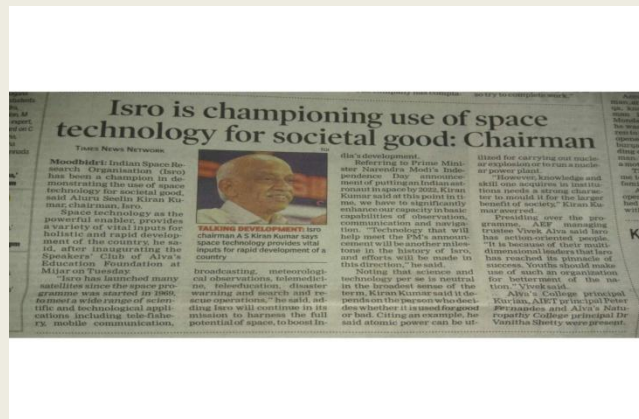 Isro is championing use of space
technology for societal good: Chairman
TIMES NEWS NETWORK
Moodbidri: Indian Space Re-
search Organisation (Isro)
has been a champion in de-
monstrating the use of space
technology for societal good,
said Aluru Seelin Kiran Ku-
mar, chairman, Isro.
Space technology as the
powerful enabler, provides
a variety of vital inputs for
holistic and rapid develop-
ment of the country, he sa-
id, after inaugurating the
Speakers' Club of Alva's
Education Foundation at
Mijar on Tuesday.
"Isro has launched many
satellites since the space pro-
gramme was started in 1969,
to meet a wide range of scien-
tific and technological appli-
cations including tele-fishe-
ry, mobile communication,
TALKING DEVELOPMENT: Isro
chairman A S Kiran Kumar says
space technology provides vital
inputs for rapid development of a
country
broadcasting, meteorologi-
cal observations, telemedici-
ne, teleeducation, disaster
warning and search and re-
scue operations," he said, ad-
ding Isro will continue in its
mission to harness the full
potential of space, to boost In-
dia's development.
Referring to Prime Mini-
ster Narendra Modi's Inde-
pendence Day announce-
ment of putting an Indian ast-
ronaut in space by 2022, Kiran
Kumar said at this point in ti-
me, we have to significantly
enhance our capacity in basic
capabilities of observation,
communication and naviga-
tion. "Technology that will
help meet the PM's announ-
cement will be another miles-
tone in the history of Isro,
and efforts will be made in
this direction," he said.
Noting that science and
technology per se is neutral
in the broadest sense of the
term, Kiran Kumar said it de-
pends on the person who deci-
des whether it is used for good
or bad. Citing an example, he
said atomic power can be ut-
ilized for carrying out nucle-
ar explosion or to run a nucle-
ar power plant.
"However, knowledge and
skill one acquires in institu-
tions needs a strong charac-
ter to mould it for the larger
benefit of society," Kiran Ku-
mar averred.
Presiding over the pro-
gramme, AEF managing
trustee Vivek Alva said Isro
has action-oriented people.
"It is because of their multi-
dimensional leaders that Isro
has reached its pinnacle of
success. Youths should make
use of such an organization
for betterment of the na-
tion," Vivek said.
Alva's College principal
Kurian, AIET principal Peter
Fernandes and Alva's Natu-
ropathy College principal Dr
Vanitha Shetty were present.